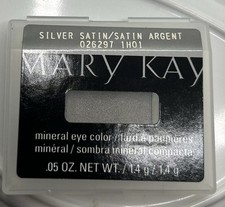 SILVER SATIN/SATIN ARGENT
026297 1H01
MARY KAY
mineral eye color / fard à paupières
minéral / sombra mineral compacta
.05 OZ. NET WT. / 1.4 g / 1,4 g